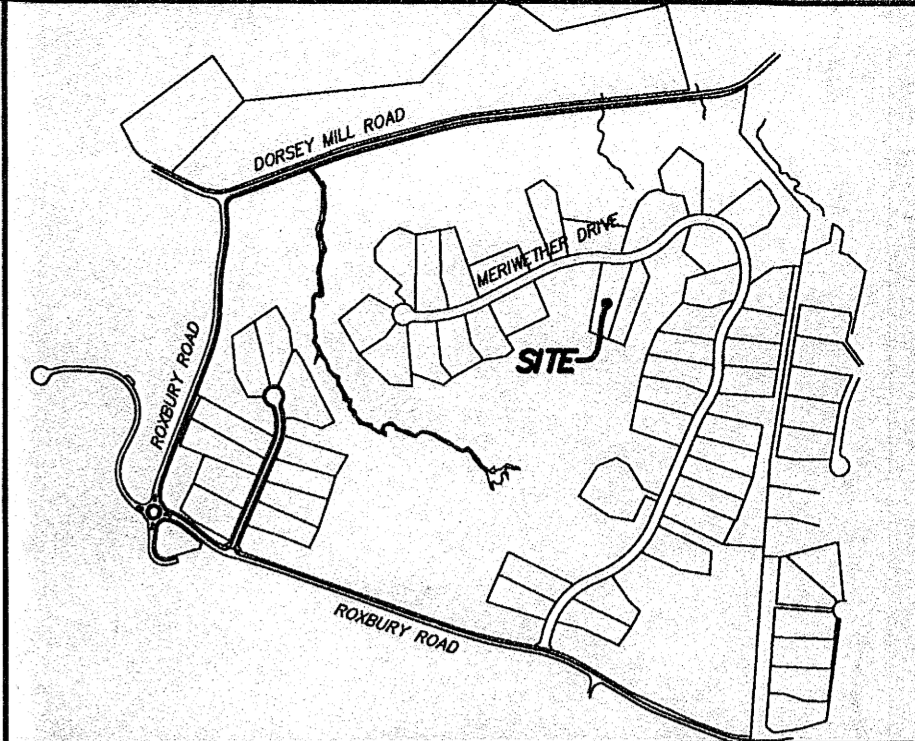 DORSEY MILL ROAD
MERIWETHER DRIVE
SITE
ROXBURY ROAD
ROXBURY ROAD